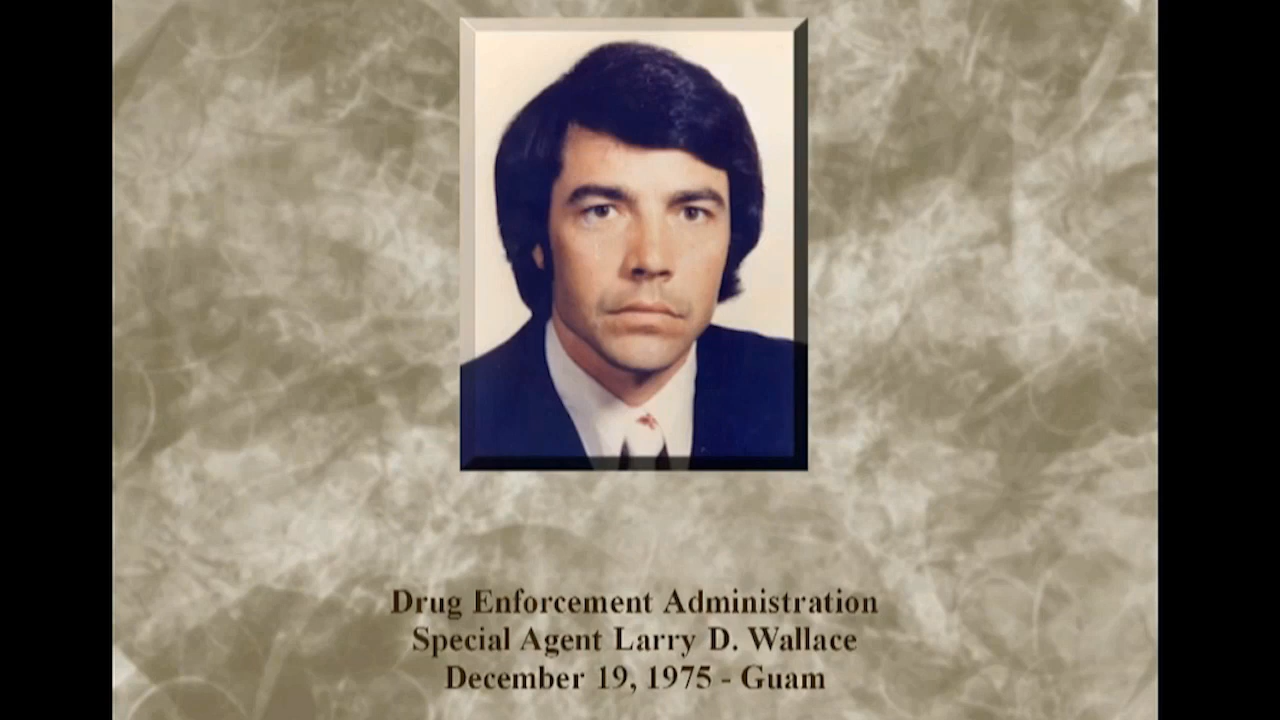 Drug Enforcement Administration
Special Agent Larry D. Wallace
December 19, 1975 - Guam